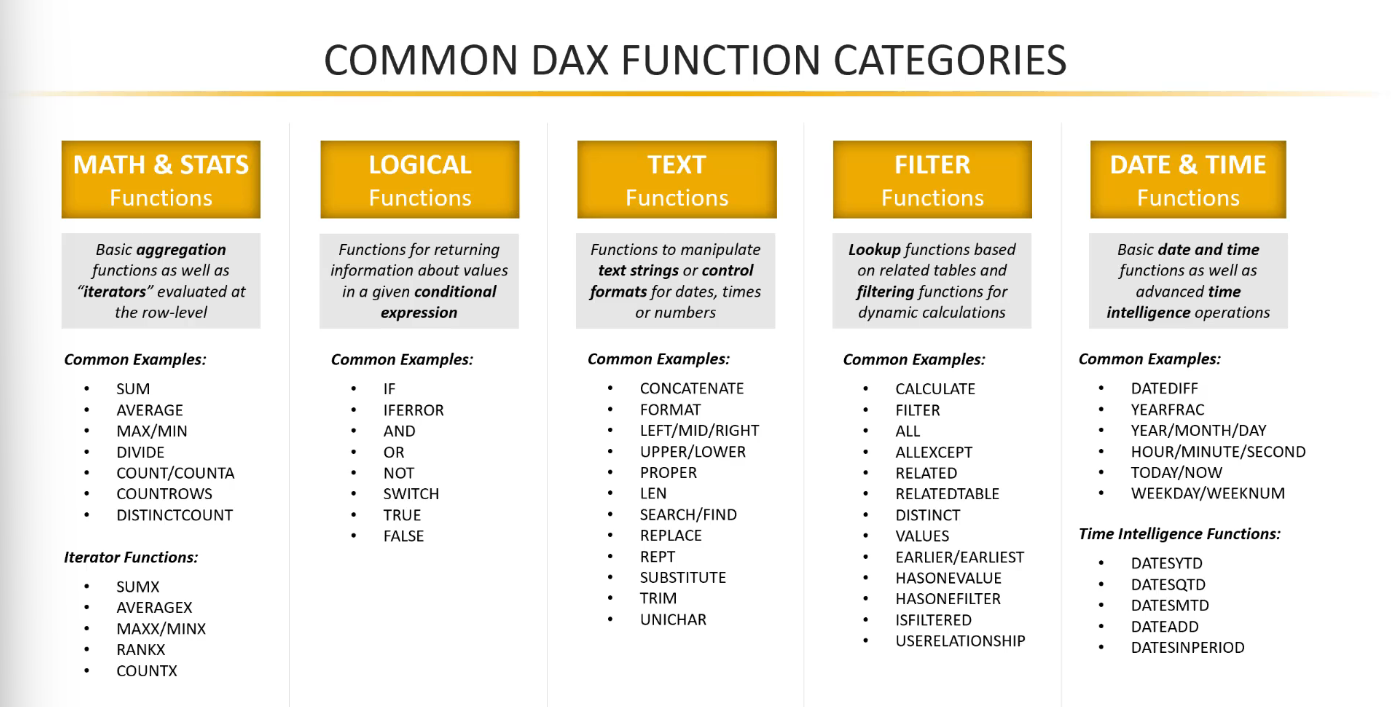 COMMON DAX FUNCTION CATEGORIES
MATH & STATS
Functions
Basic aggregation
functions as well as
“iterators” evaluated at
the row-level
Common Examples:
• SUM
• AVERAGE
• MAX/MIN
• DIVIDE
• COUNT/COUNTA
• COUNTROWS
• DISTINCTCOUNT
Iterator Functions:
• SUMX
• AVERAGEX
• MAXX/MINX
• RANKX
• COUNTX
LOGICAL
Functions
Functions for returning
information about values
in a given conditional
expression
Common Examples:
• IF
• IFERROR
• AND
• OR
• NOT
• SWITCH
• TRUE
• FALSE
TEXT
Functions
Functions to manipulate
text strings or control
formats for dates, times
or numbers
Common Examples:
• CONCATENATE
• FORMAT
• LEFT/MID/RIGHT
• UPPER/LOWER
• PROPER
• LEN
• SEARCH/FIND
• REPLACE
• REPT
• SUBSTITUTE
• TRIM
• UNICHAR
FILTER
Functions
Lookup functions based
on related tables and
filtering functions for
dynamic calculations
Common Examples:
• CALCULATE
• FILTER
• ALL
• ALLEXCEPT
• RELATED
• RELATEDTABLE
• DISTINCT
• VALUES
• EARLIER/EARLIEST
• HASONEVALUE
• HASONEFILTER
• ISFILTERED
• USERELATIONSHIP
DATE & TIME
Functions
Basic date and time
functions as well as
advanced time
intelligence operations
Common Examples:
• DATEDIFF
• YEARFRAC
• YEAR/MONTH/DAY
• HOUR/MINUTE/SECOND
• TODAY/NOW
• WEEKDAY/WEEKNUM
Time Intelligence Functions:
• DATESYTD
• DATESQTD
• DATESMTD
• DATEADD
• DATESINPERIOD